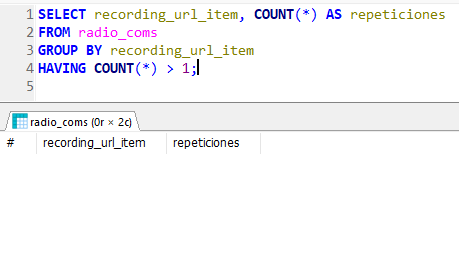 1 SELECT recording_url_item, COUNT(*) AS repeticiones
2 FROM radio_coms
3 GROUP BY recording_url_item
4 HAVING COUNT(*) > 1;
5
radio_coms (0r × 2c)
# recording_url_item repeticiones